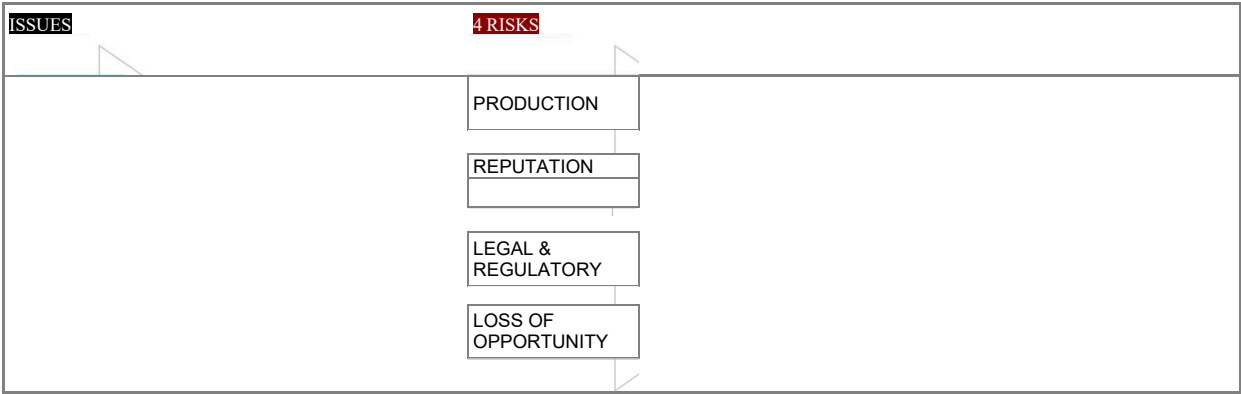 ISSUES
4 RISKS
PRODUCTION
REPUTATION
LEGAL &
REGULATORY
LOSS OF
OPPORTUNITY